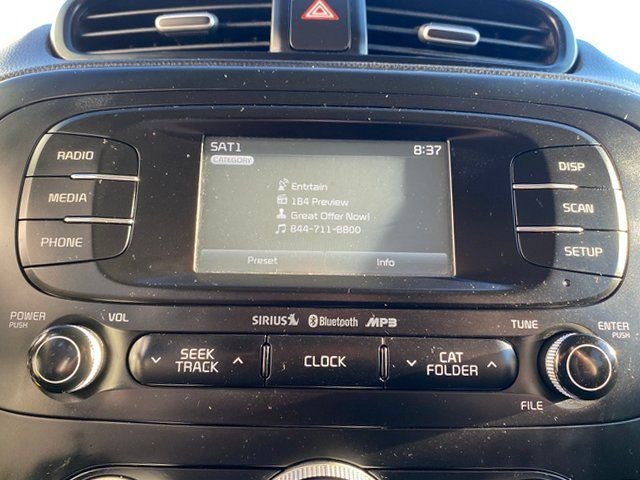 SAT1 8:37
CATEGORY
Entrtain
184 Preview
Great Offer Now!
844-711-8800
Preset Info
RADIO
MEDIA
PHONE
DISP
SCAN
SETUP
POWER
PUSH
VOL
SIRIUS Bluetooth MP3
TUNE
ENTER
PUSH
SEEK
TRACK
CLOCK
CAT
FOLDER
FILE